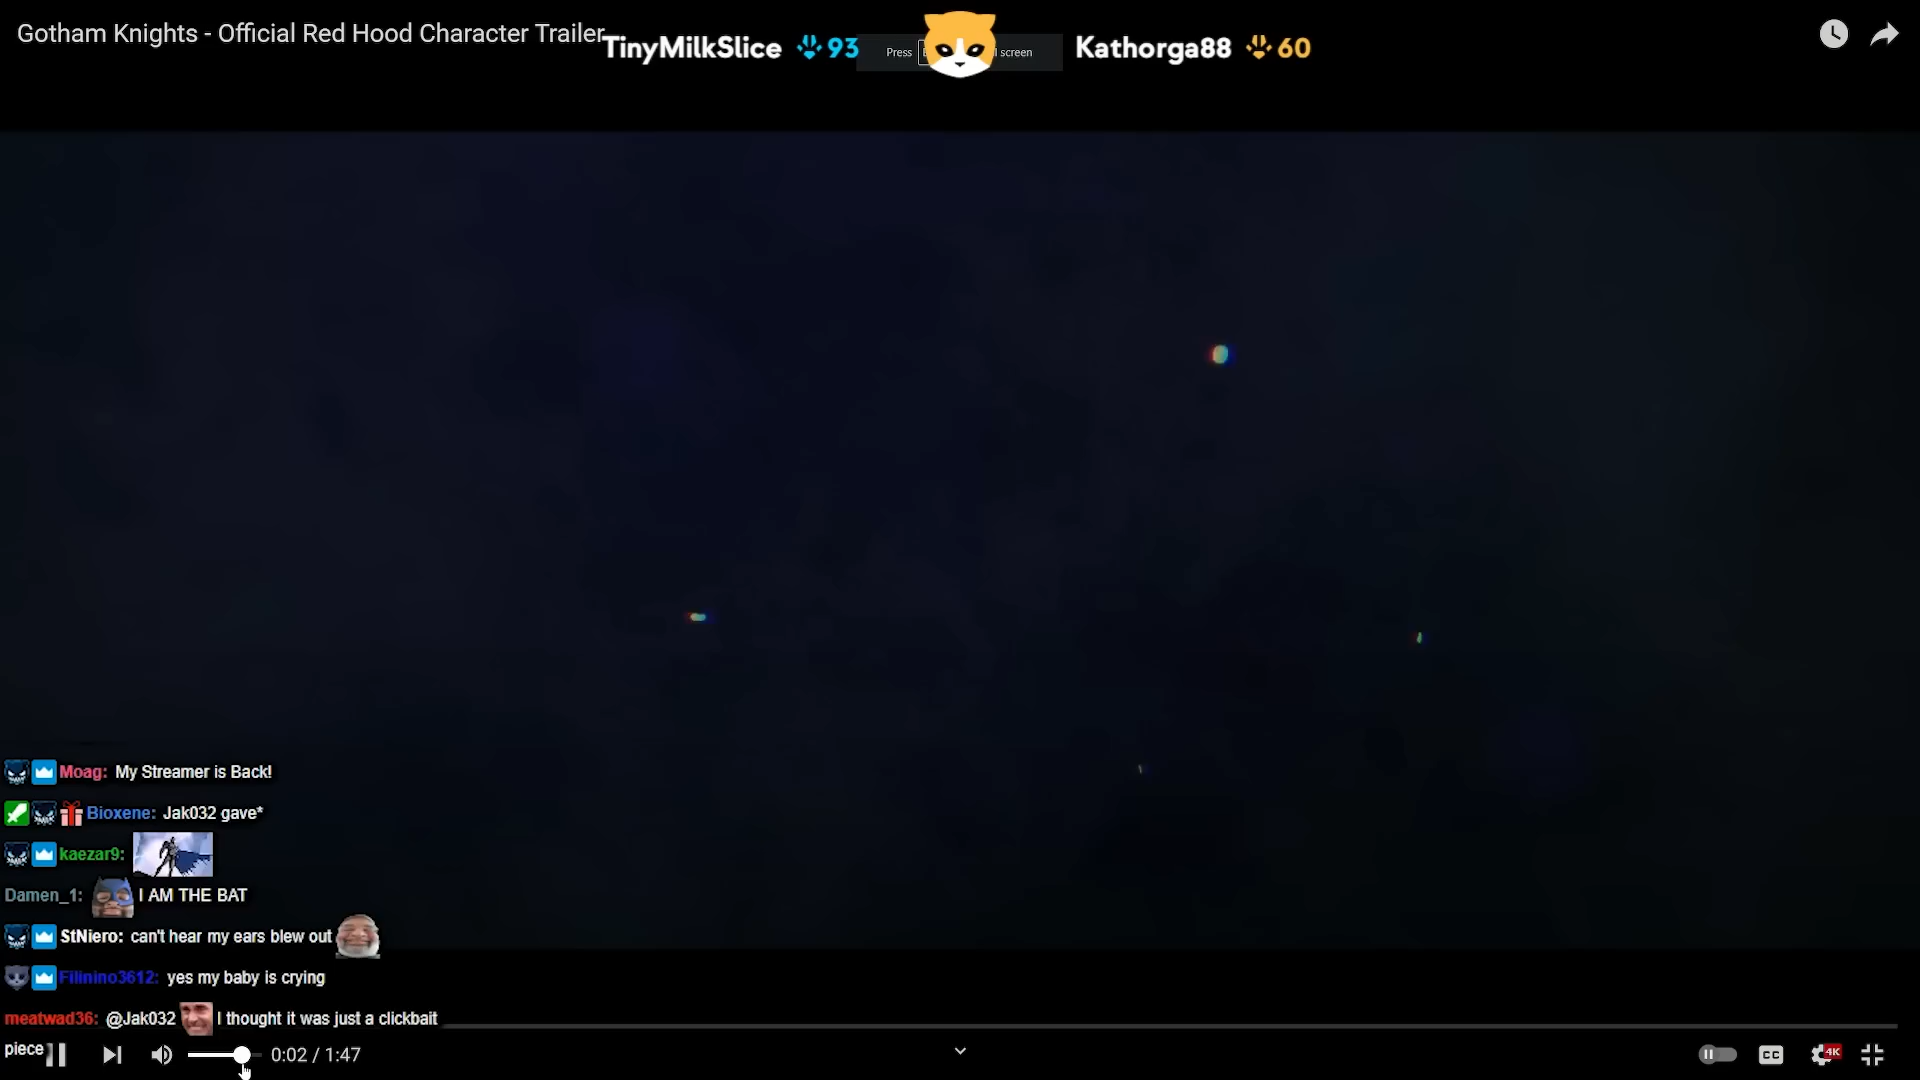 Gotham Knights - Official Red Hood Character Trailer
TinyMilkSlice 93
Press
l screen
Kathorga88 60
Moag: My Streamer is Back!
Bioxene: Jak032 gave*
kaezar9:
Damen_1: I AM THE BAT
StNiero: can't hear my ears blew out
Filinino3612: yes my baby is crying
meatwad36: @Jak032 I thought it was just a clickbait
piece
0:02 / 1:47
CC
4K